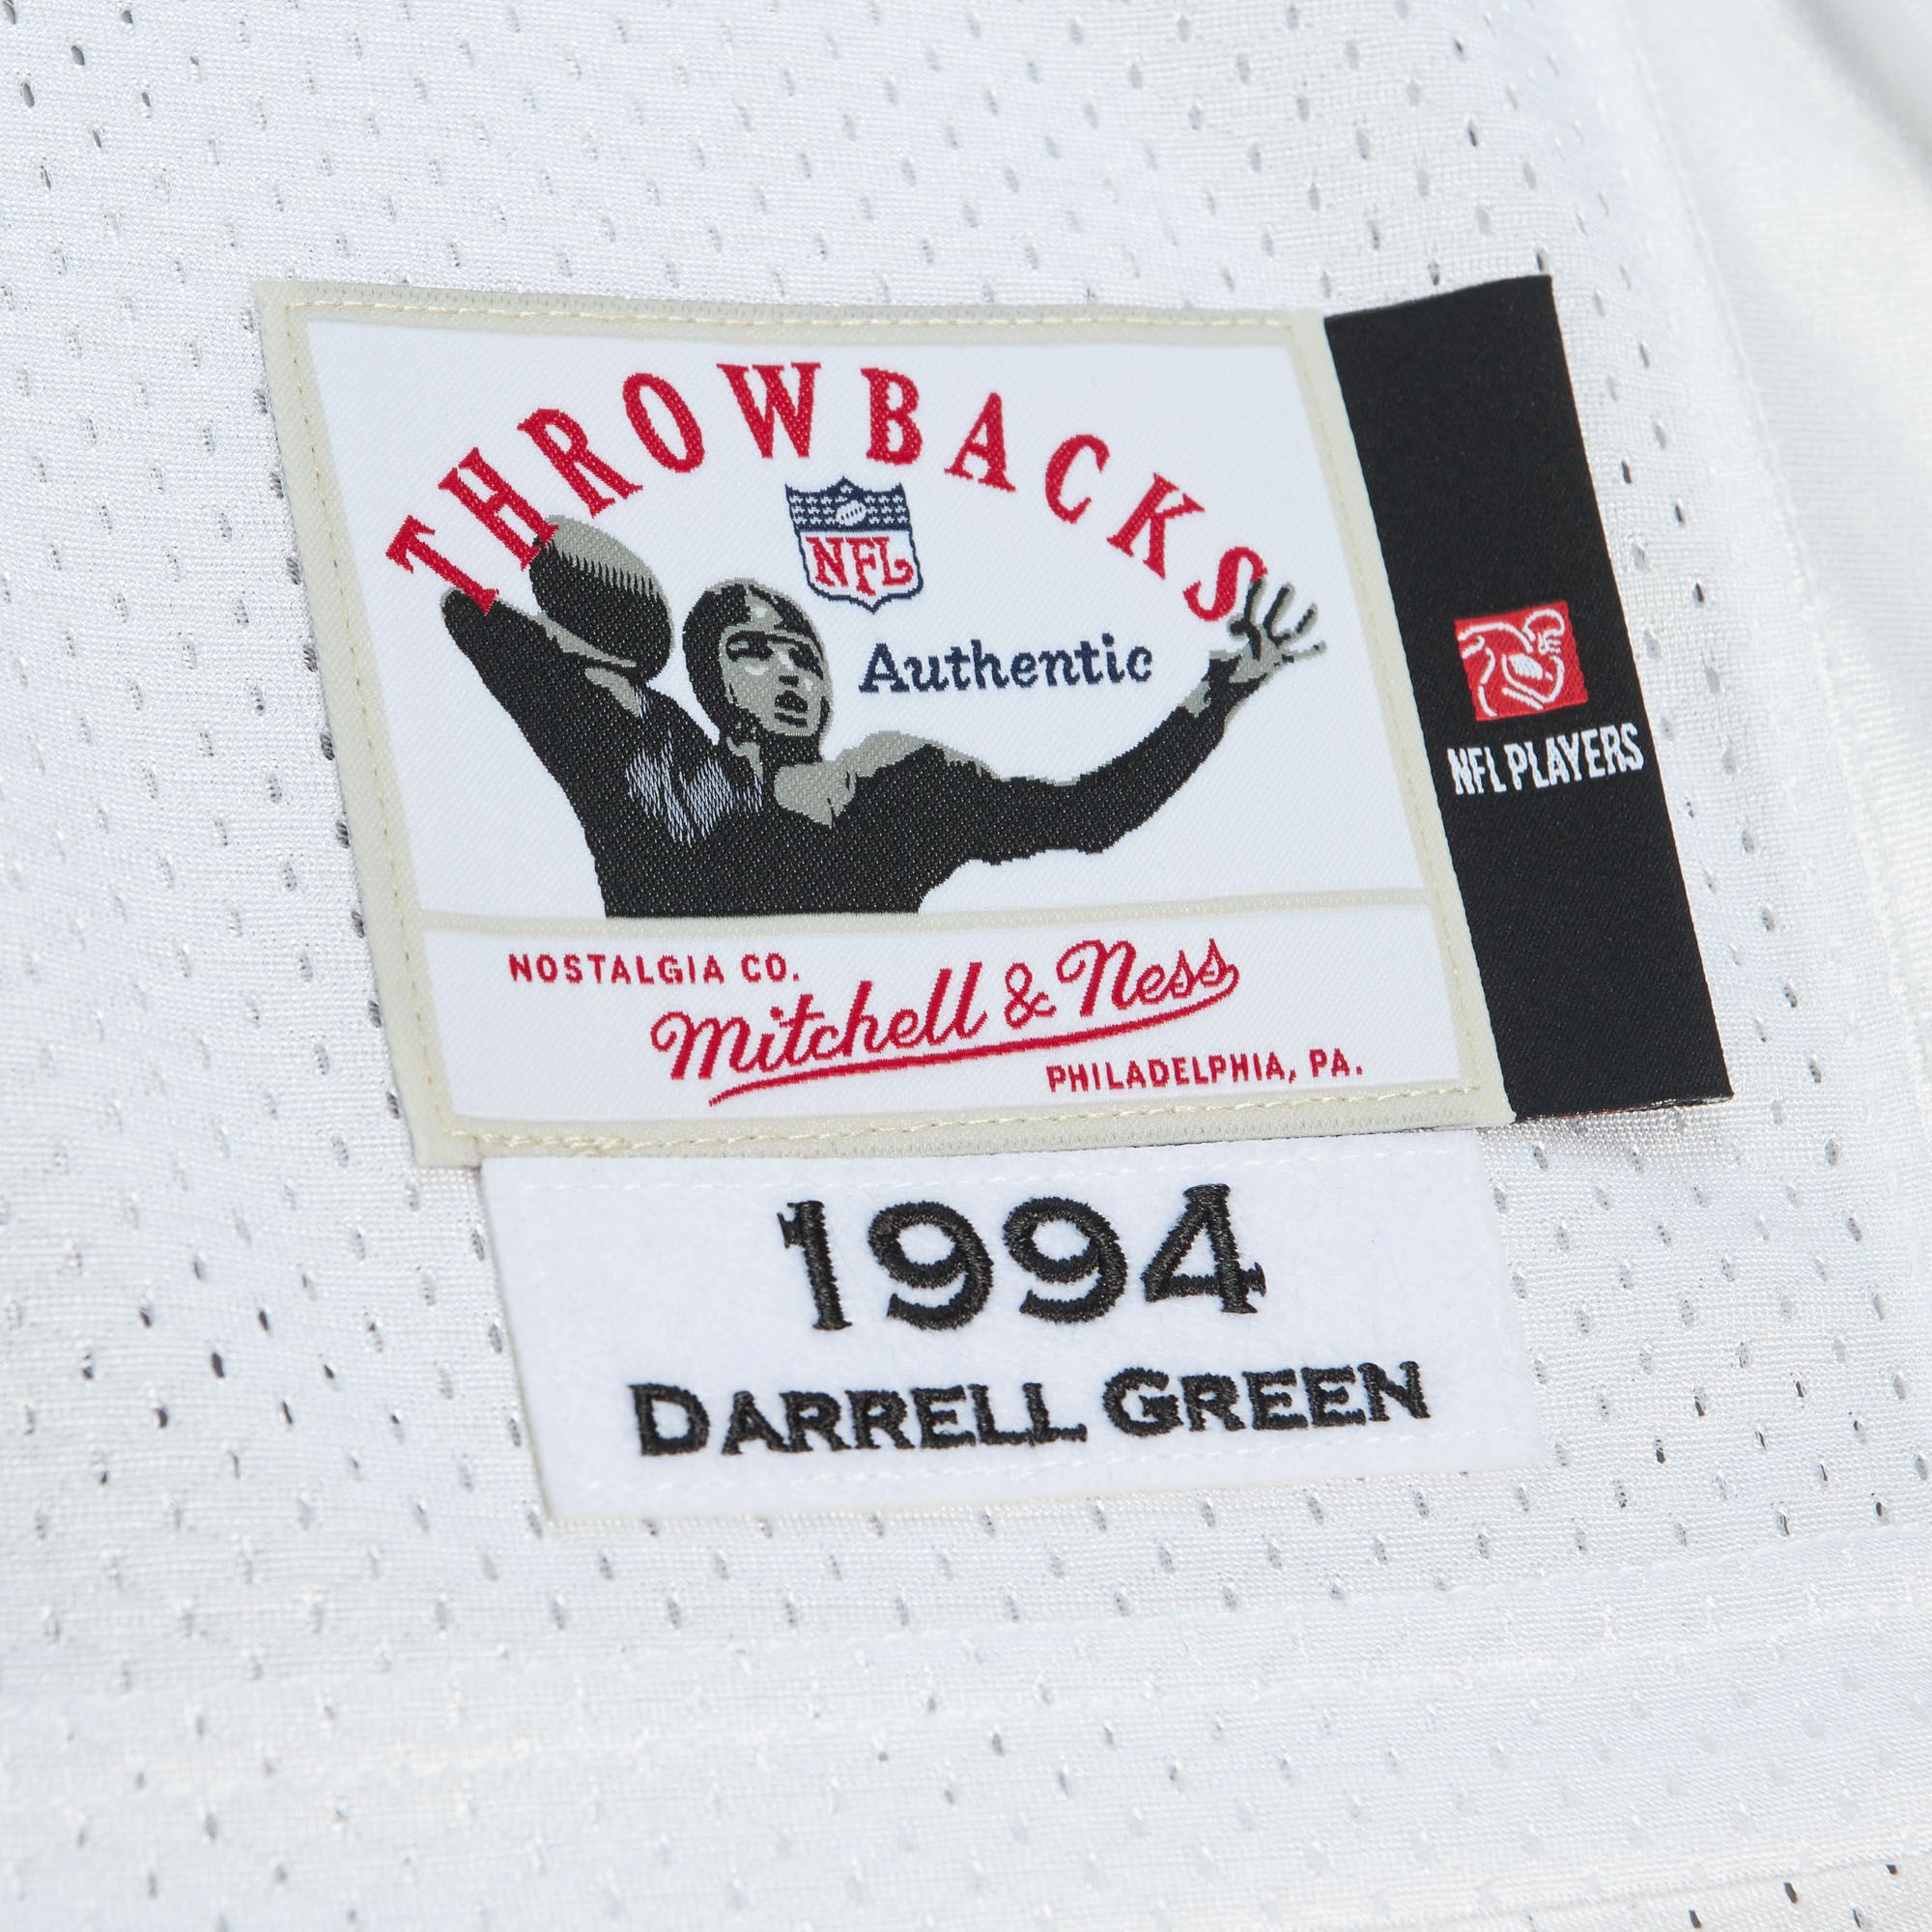 THROWBACKS
NFL
Authentic
NFL PLAYERS
NOSTALGIA CO.
Mitchell & Ness
PHILADELPHIA, PA.
1994
DARRELL GREEN